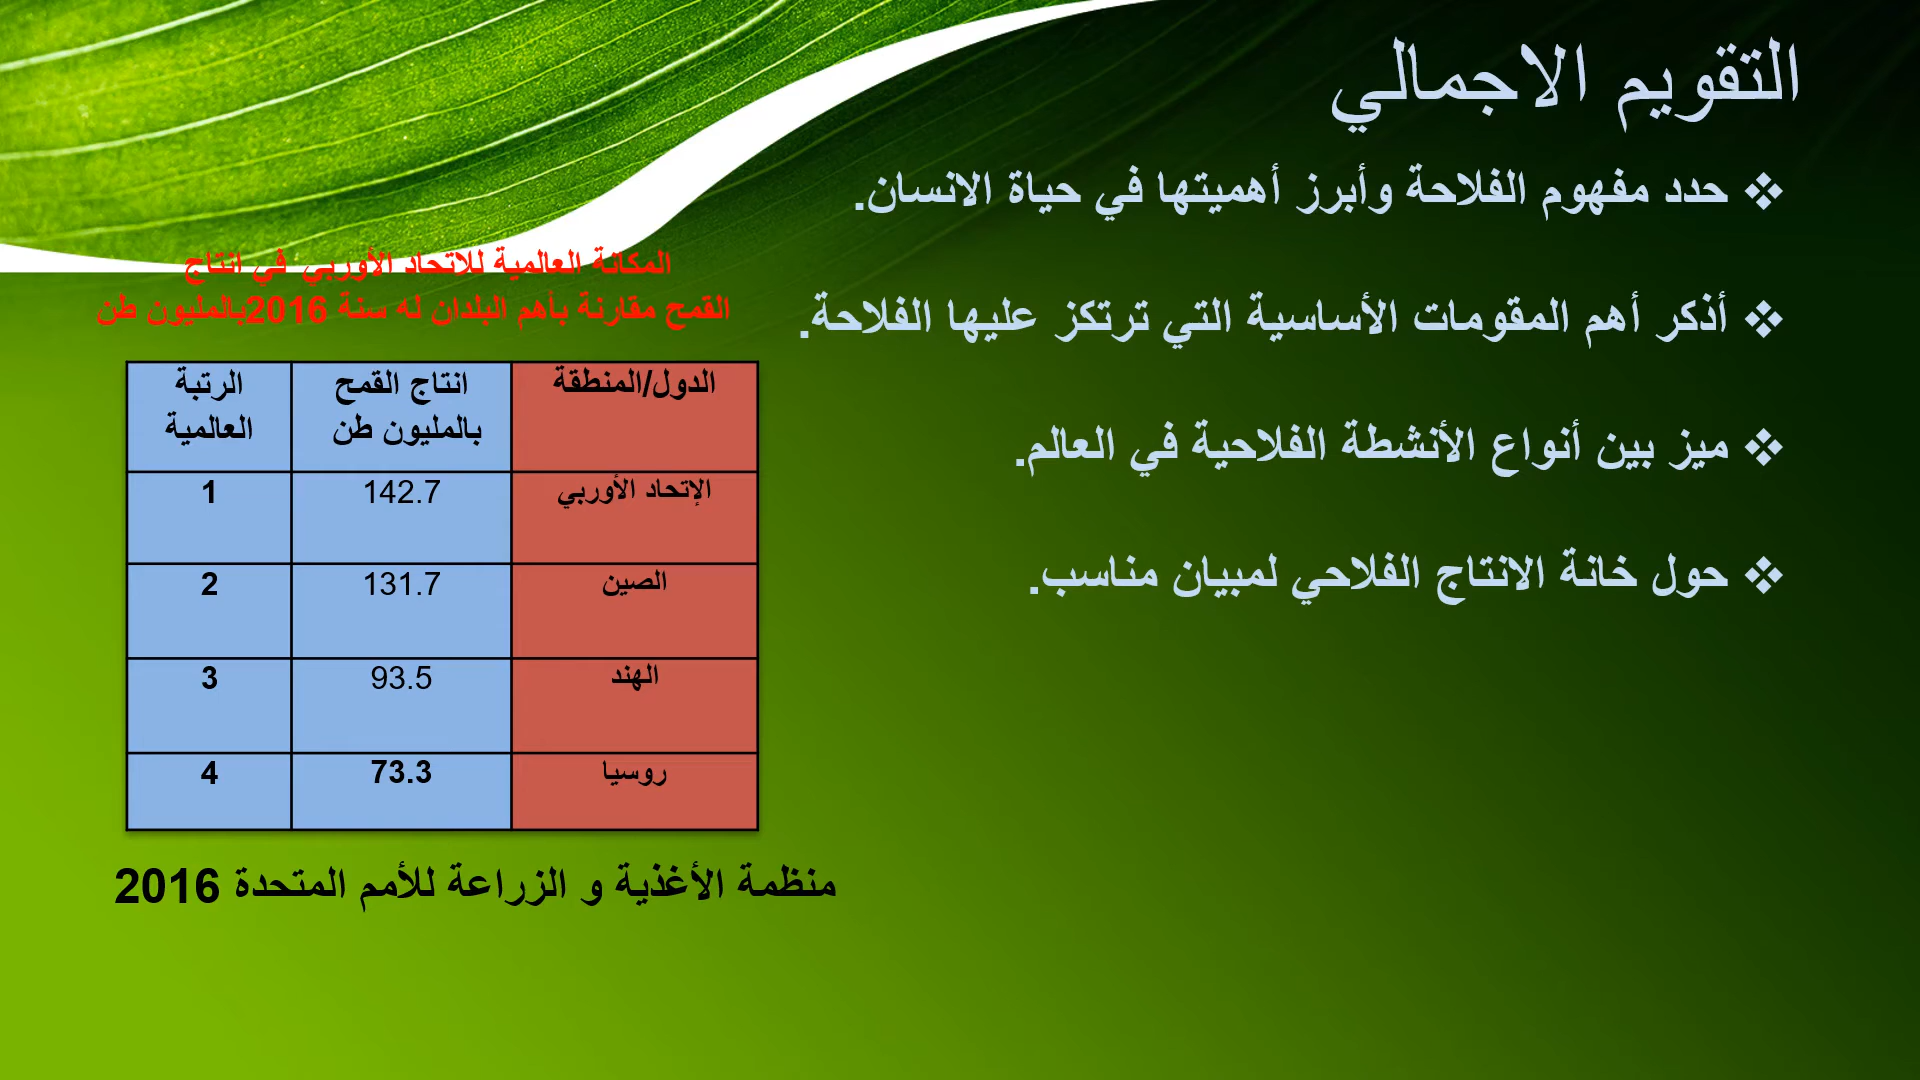 التقويم الاجمالي
حدد مفهوم الفلاحة وأبرز أهميتها في حياة الانسان.
أذكر أهم المقومات الأساسية التي ترتكز عليها الفلاحة.
ميز بين أنواع الأنشطة الفلاحية في العالم.
حول خانة الانتاج الفلاحي لمبيان مناسب.
المكانة العالمية للاتحاد الأوربي في انتاج
القمح مقارنة بأهم البلدان له سنة 2016بالمليون طن
الدول/المنطقة انتاج القمح الرتبة
بالمليون طن العالمية
الإتحاد الأوربي 142.7 1
الصين 131.7 2
الهند 93.5 3
روسيا 73.3 4
منظمة الأغذية و الزراعة للأمم المتحدة 2016